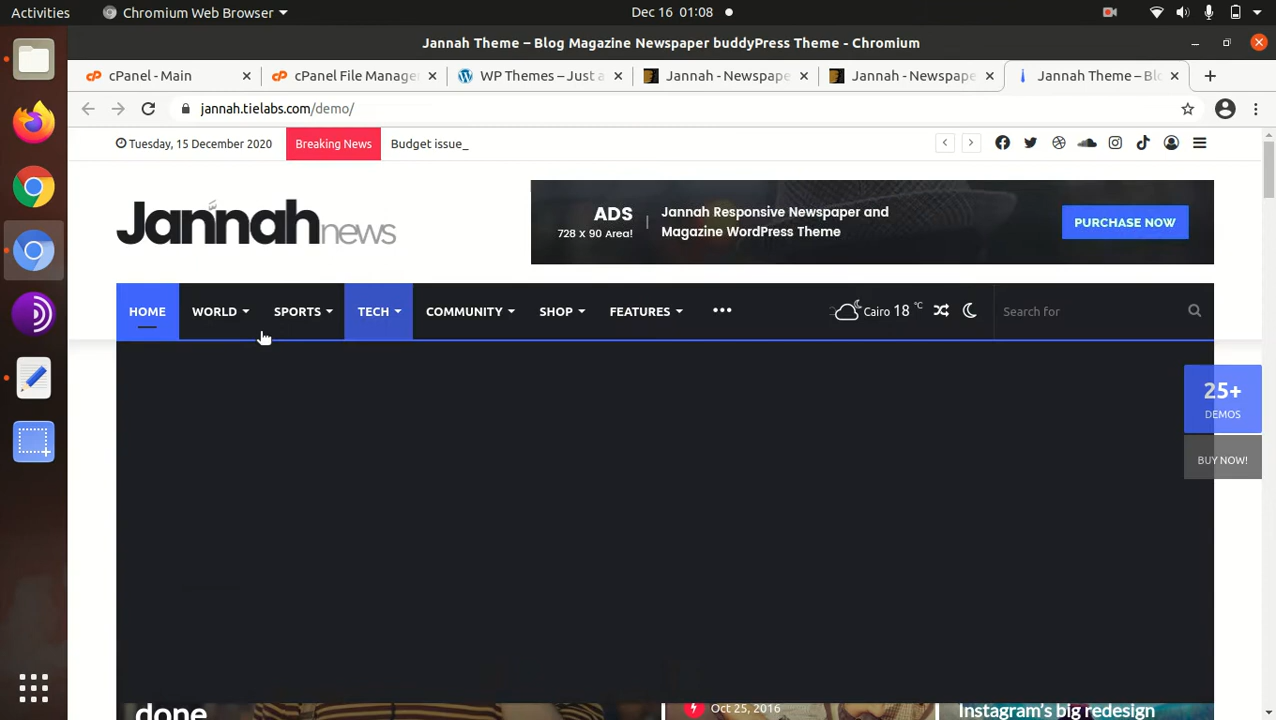 Activities Chromium Web Browser Dec 16 01:08
Jannah Theme – Blog Magazine Newspaper buddyPress Theme - Chromium
cPanel - Main cPanel File Manage WP Themes – Just a Jannah - Newspape Jannah - Newspape Jannah Theme – Blo
jannah.tielabs.com/demo/
Tuesday, 15 December 2020 Breaking News Budget issue_
Jannah news
ADS
728 x 90 Area!
Jannah Responsive Newspaper and
Magazine WordPress Theme
PURCHASE NOW
HOME WORLD SPORTS TECH COMMUNITY SHOP FEATURES Cairo 18 °C Search for
25+
DEMOS
BUY NOW!
done
Oct 25, 2016
Instagram's big redesign